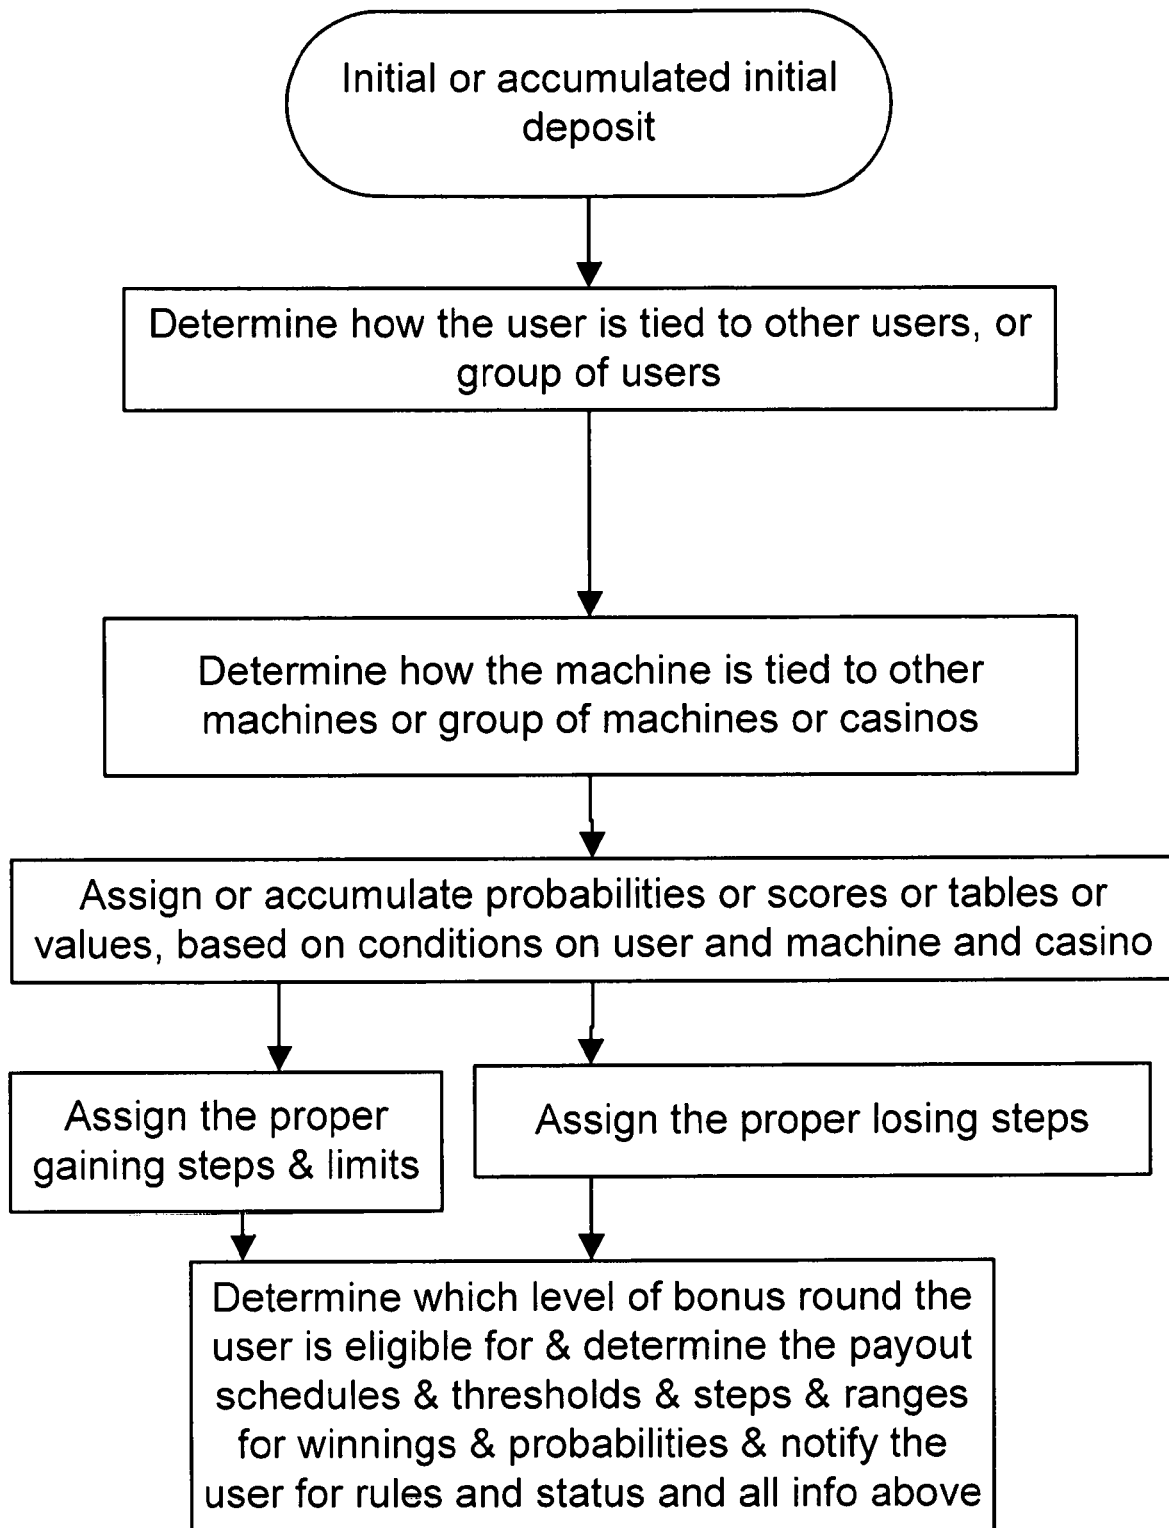 Initial or accumulated initial
deposit
Determine how the user is tied to other users, or
group of users
Determine how the machine is tied to other
machines or group of machines or casinos
Assign or accumulate probabilities or scores or tables or
values, based on conditions on user and machine and casino
Assign the proper
gaining steps & limits
Assign the proper losing steps
Determine which level of bonus round the
user is eligible for & determine the payout
schedules & thresholds & steps & ranges
for winnings & probabilities & notify the
user for rules and status and all info above